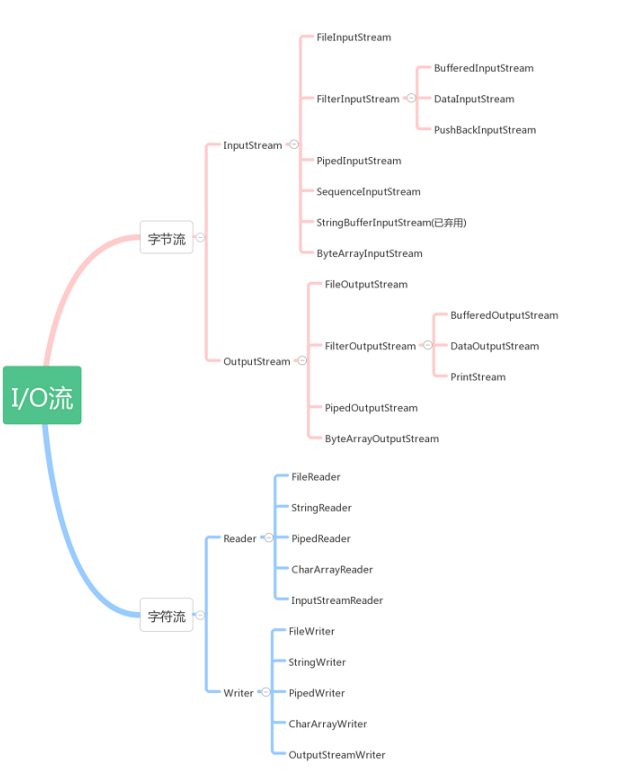 I/O流
字节流
InputStream
FileInputStream
FilterInputStream
BufferedInputStream
DataInputStream
PushBackInputStream
PipedInputStream
SequenceInputStream
StringBufferInputStream(已弃用)
ByteArrayInputStream
OutputStream
FileOutputStream
FilterOutputStream
BufferedOutputStream
DataOutputStream
PrintStream
PipedOutputStream
ByteArrayOutputStream
字符流
Reader
FileReader
StringReader
PipedReader
CharArrayReader
InputStreamReader
Writer
FileWriter
StringWriter
PipedWriter
CharArrayWriter
OutputStreamWriter